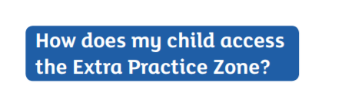 How does my child access
the Extra Practice Zone?